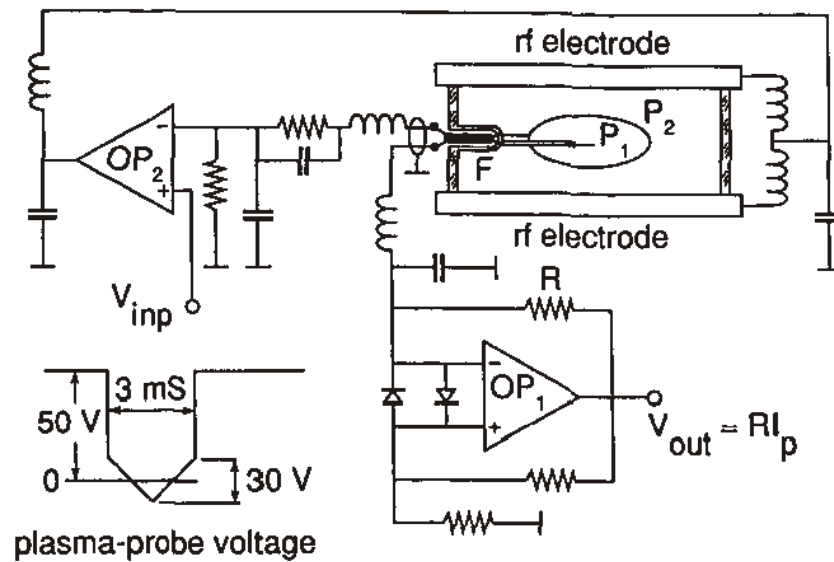 rf electrode
OP2
-
+
P1
P2
F
rf electrode
Vinp
R
3 mS
50 V
0
30 V
-
OP1
+
Vout = RIp
plasma-probe voltage